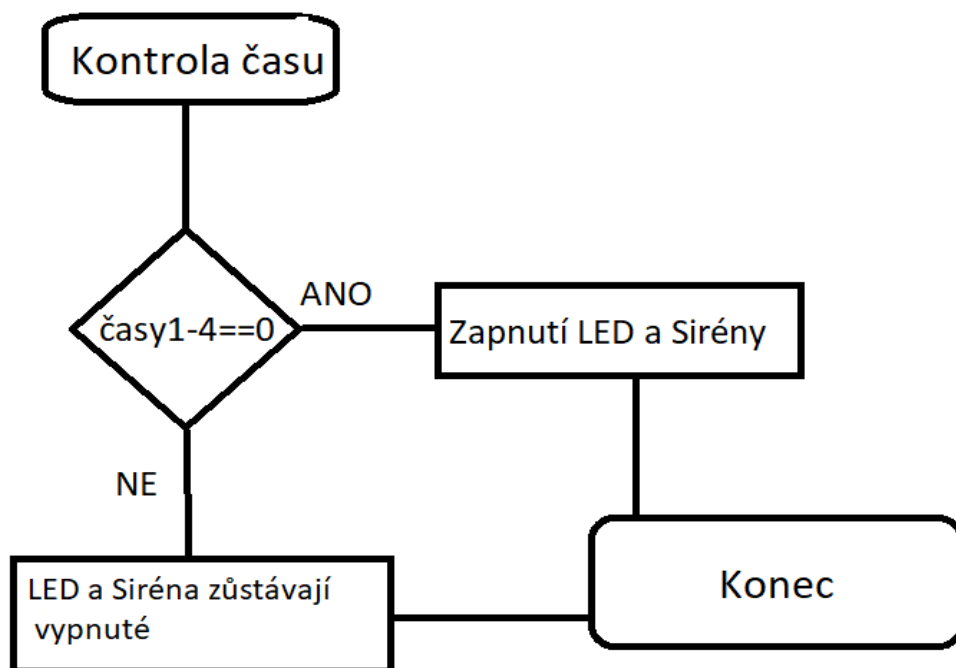 Kontrola času
časy1-4==0
ANO
Zapnutí LED a Sirény
NE
LED a Siréna zůstávají
vypnuté
Konec